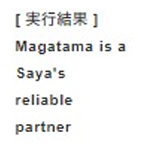 [ 実行結果 ]
Magatama is a
Saya's
reliable
partner